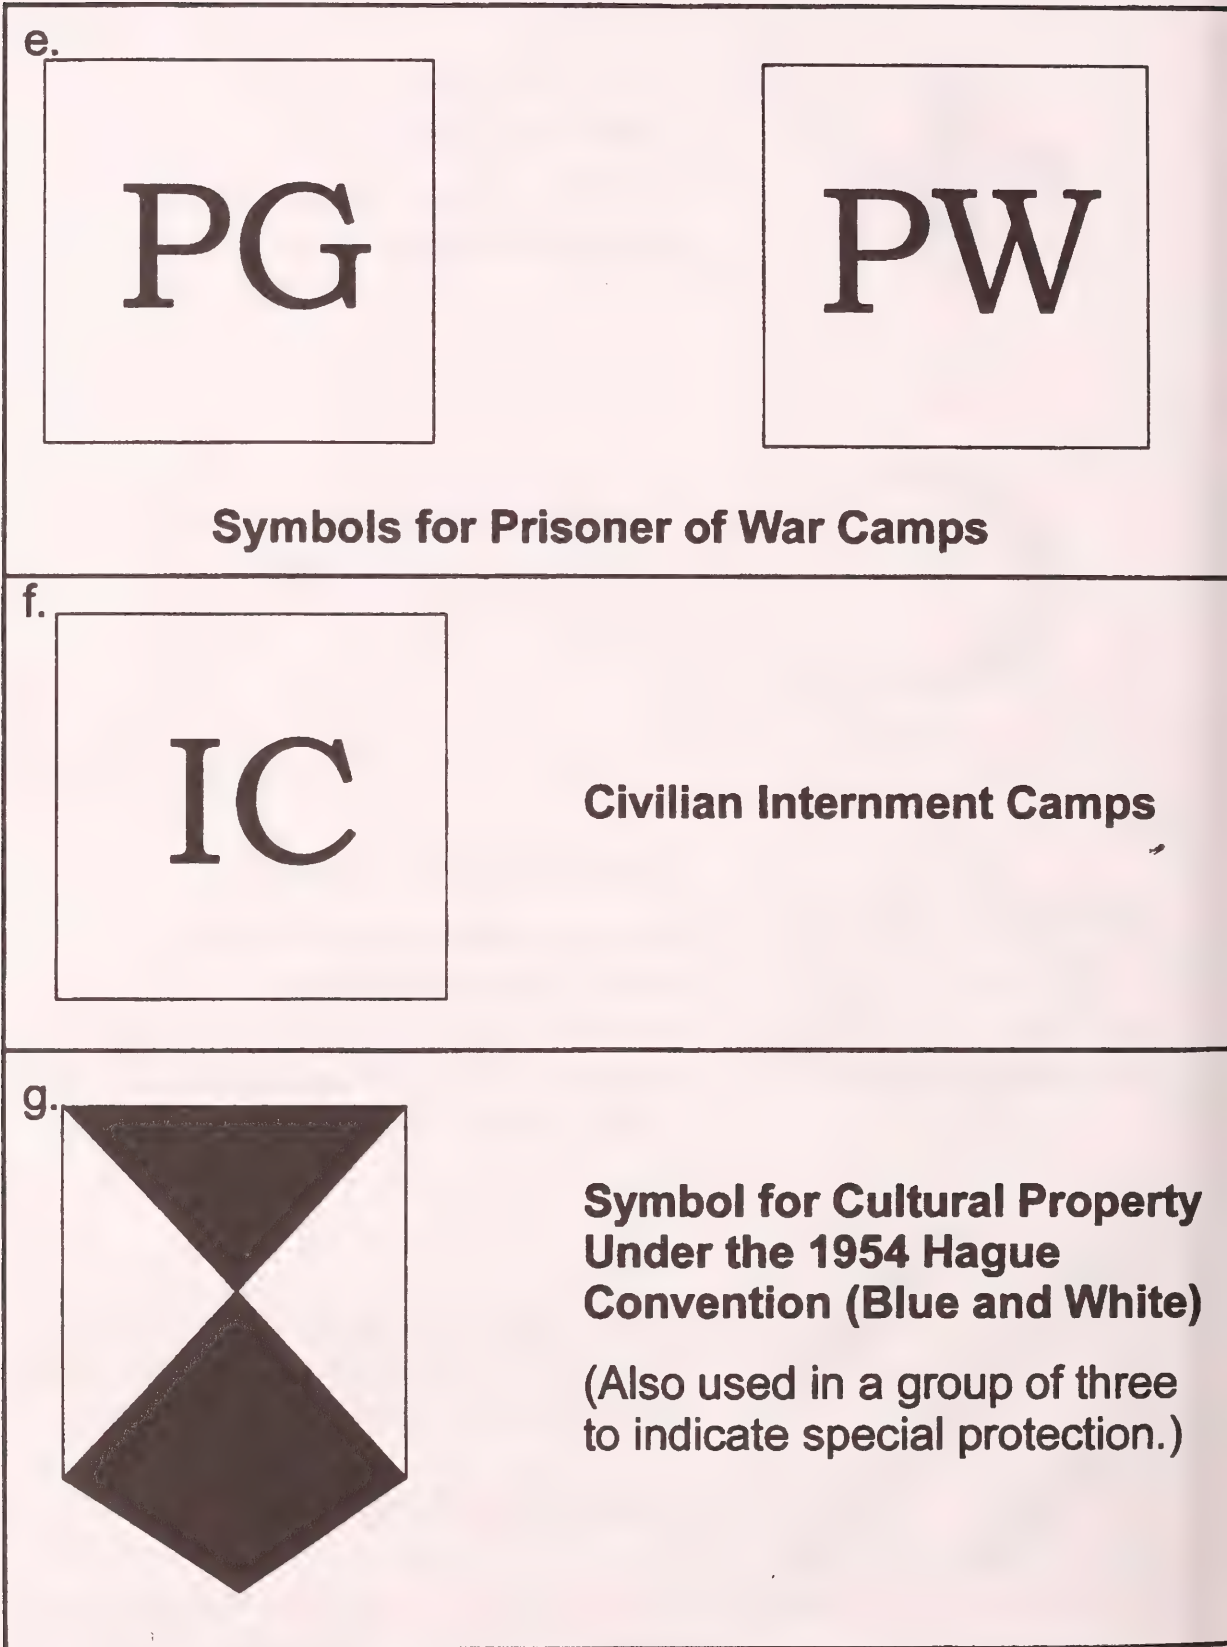 e.
PG PW
Symbols for Prisoner of War Camps
f.
IC
Civilian Internment Camps
g.
Symbol for Cultural Property
Under the 1954 Hague
Convention (Blue and White)
(Also used in a group of three
to indicate special protection.)